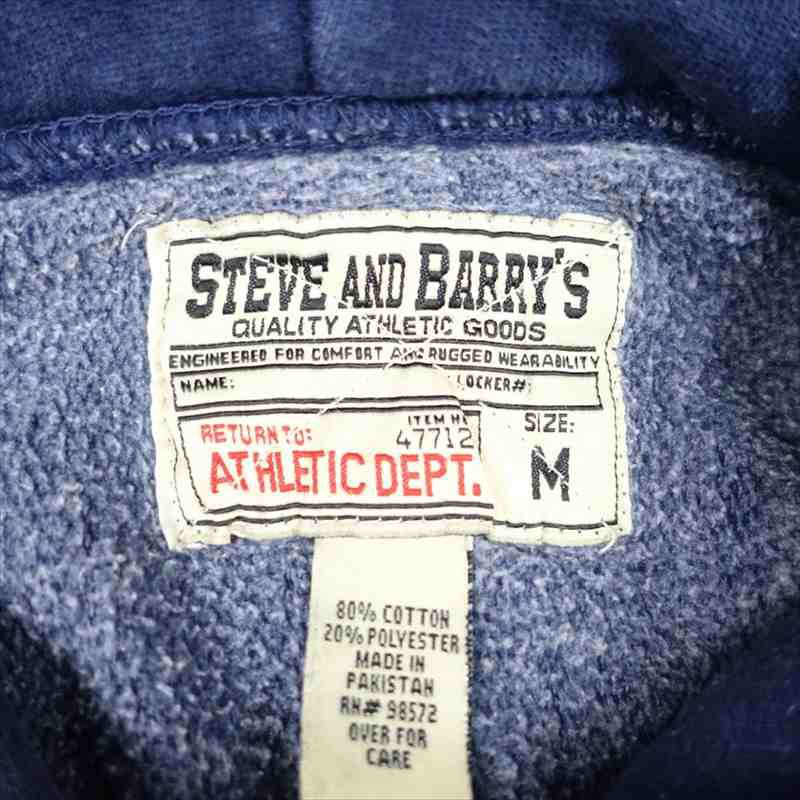 STEVE AND BARRY'S
QUALITY ATHLETIC GOODS
ENGINEERED FOR COMFORT AND RUGGED WEARABILITY
NAME: LOCKER#:
RETURN TO: ITEM
47712
ATHLETIC DEPT.
SIZE:
M
80% COTTON
20% POLYESTER
MADE IN
PAKISTAN
RN# 98572
OVER FOR
CARE